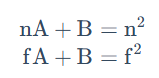 nA + B = n²
fA + B = f²